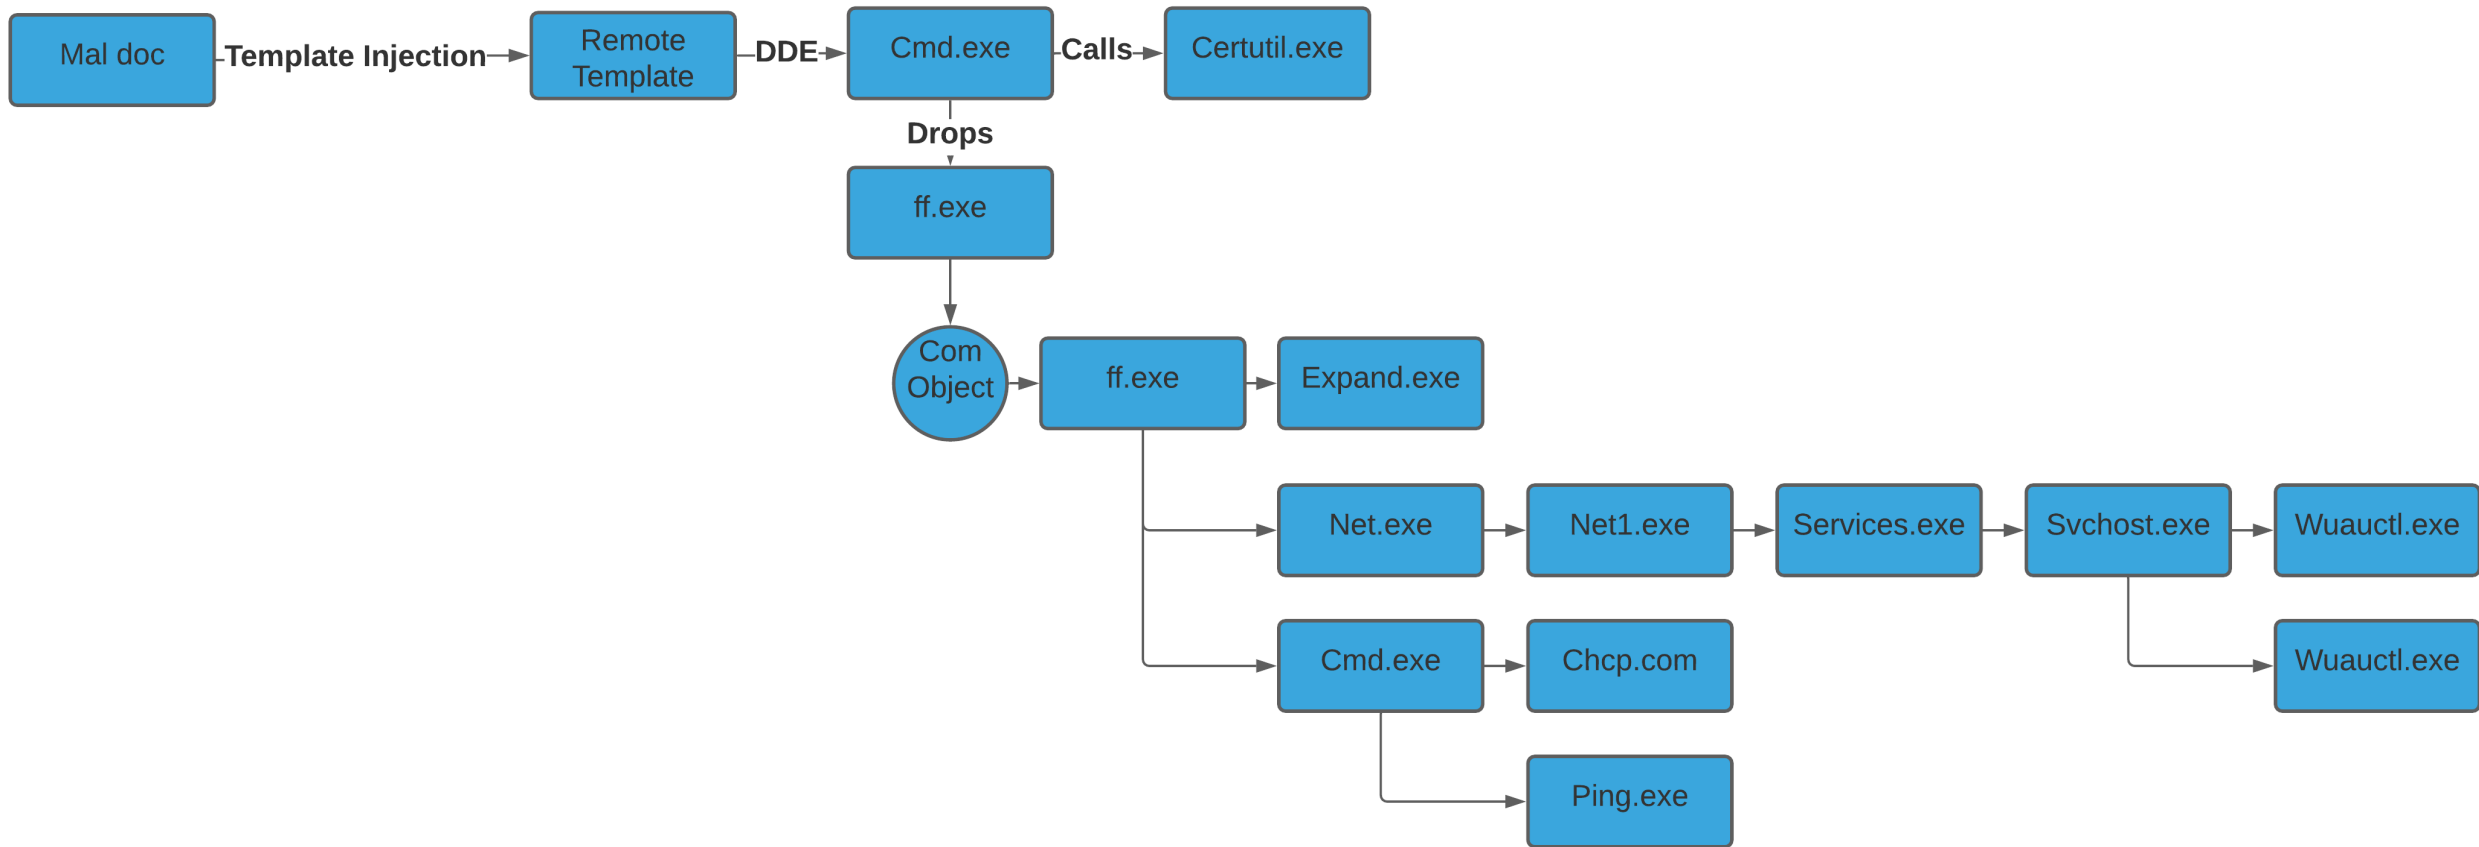 Mal doc
Template Injection
Remote
Template
DDE
Cmd.exe
Calls
Certutil.exe
Drops
ff.exe
Com
Object
ff.exe
Expand.exe
Net.exe
Net1.exe
Services.exe
Svchost.exe
Wuauctl.exe
Cmd.exe
Chcp.com
Wuauctl.exe
Ping.exe